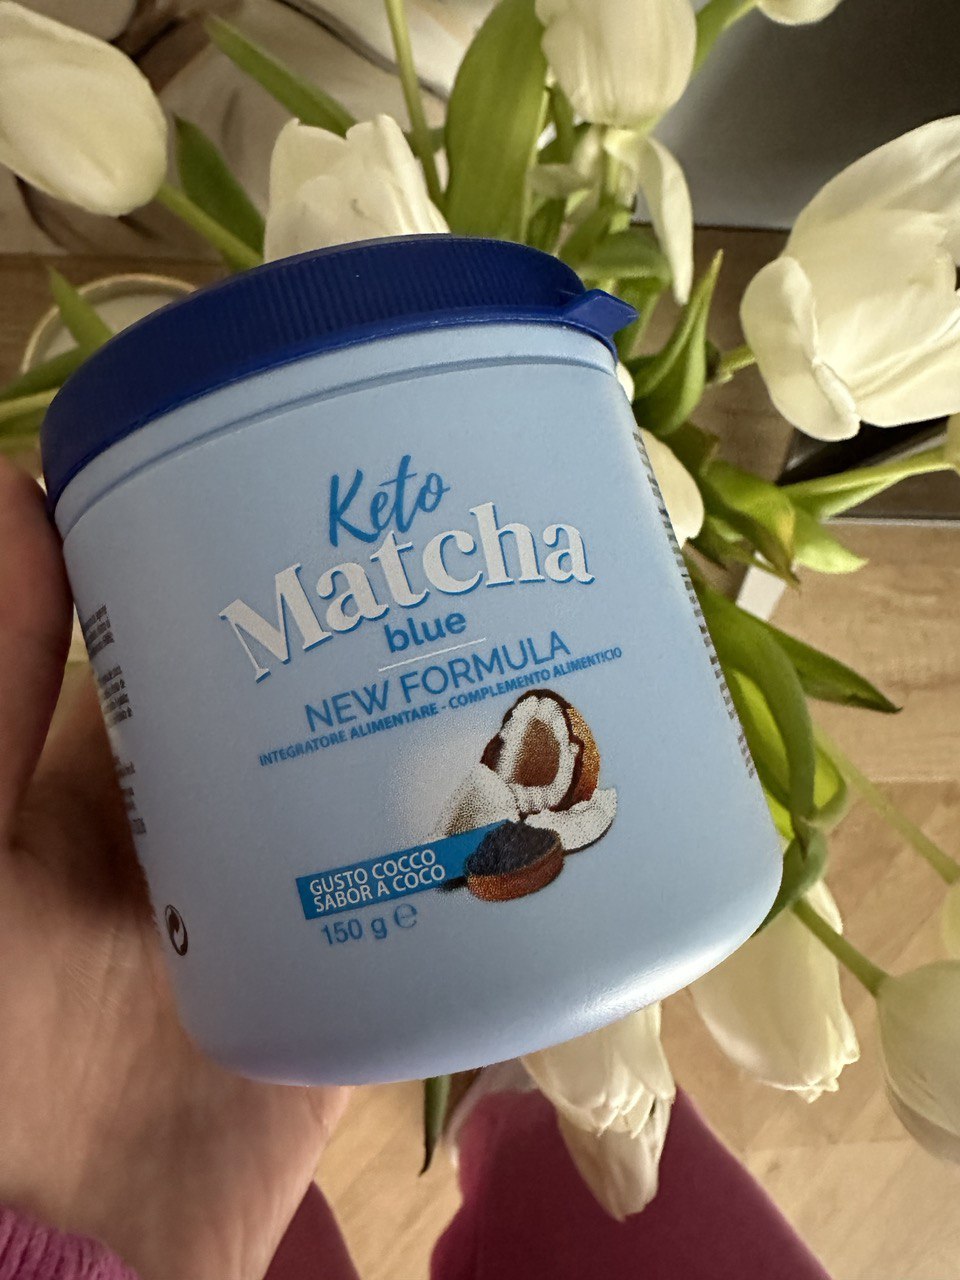 Keto
Matcha
blue
NEW FORMULA
INTEGRATORE ALIMENTARE - COMPLEMENTO ALIMENTICIO
GUSTO COCCO
SABOR A COCO
150 g ℮